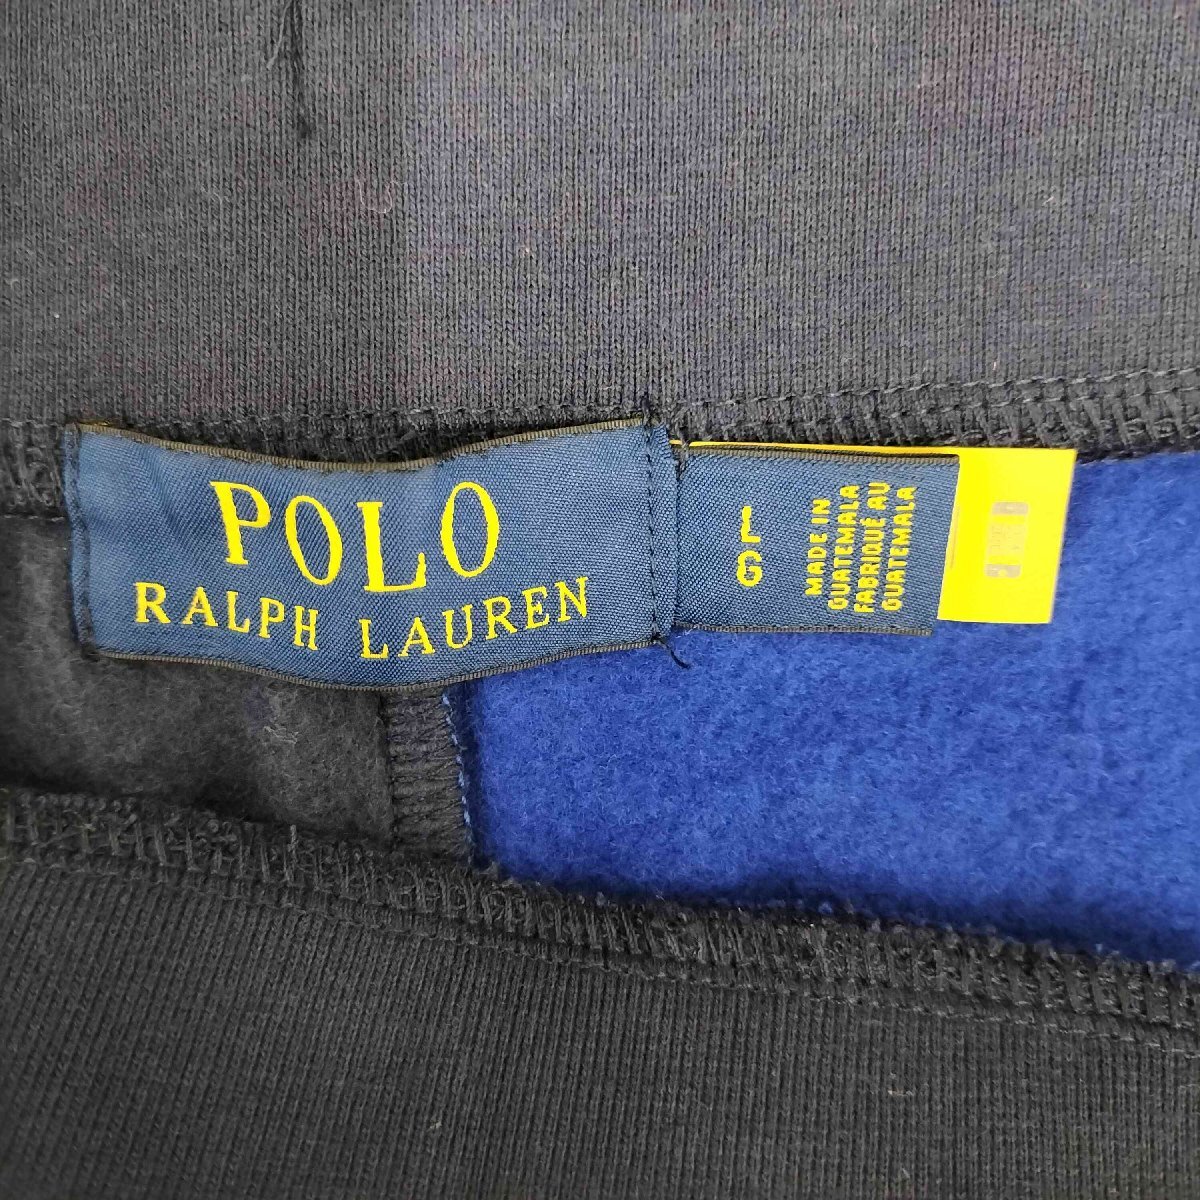 POLO
RALPH LAUREN
L
G
MADE IN
GUATEMALA
FABRIQUÉ AU
GUATEMALA